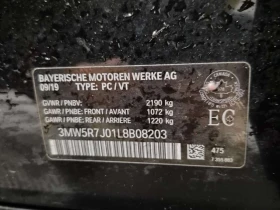 BAYERISCHE MOTOREN WERKE AG
09/19 TYPE: PC / VT
GVWR / PNBV: 2190 kg
GAWR / PNBE: FRONT / AVANT 1072 kg
GAWR / PNBE: REAR / ARRIÈRE 1220 kg
3MW5R7J01L8B08203
EC
475